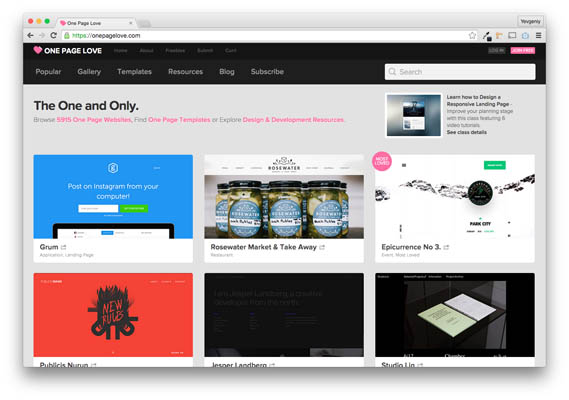 One Page Love
Yevgeniy
https://onepagelove.com
ONE PAGE LOVE
Home About Freebies Submit
LOG IN JOIN FREE
Popular Gallery Templates Resources Blog Subscribe
Search
The One and Only.
Browse 5915 One Page Websites, Find One Page Templates or Explore Design & Development Resources.
Learn how to Design a
Responsive Landing Page -
Improve your planning stage
with this class featuring 8
video tutorials.
See class details
Post on Instagram from your
computer!
Grum
Application, Landing Page
ROSEWATER
ROSEWATER
Rosewater Market & Take Away
Restaurant
MOST
LOVED
PARK CITY
Epicurrence No 3.
Event, Most Loved
NEW
RULES
Publicis Nurun
I am Jesper Landberg, a creative
developer from the north.
Jesper Landberg
Chamber
Studio Lin